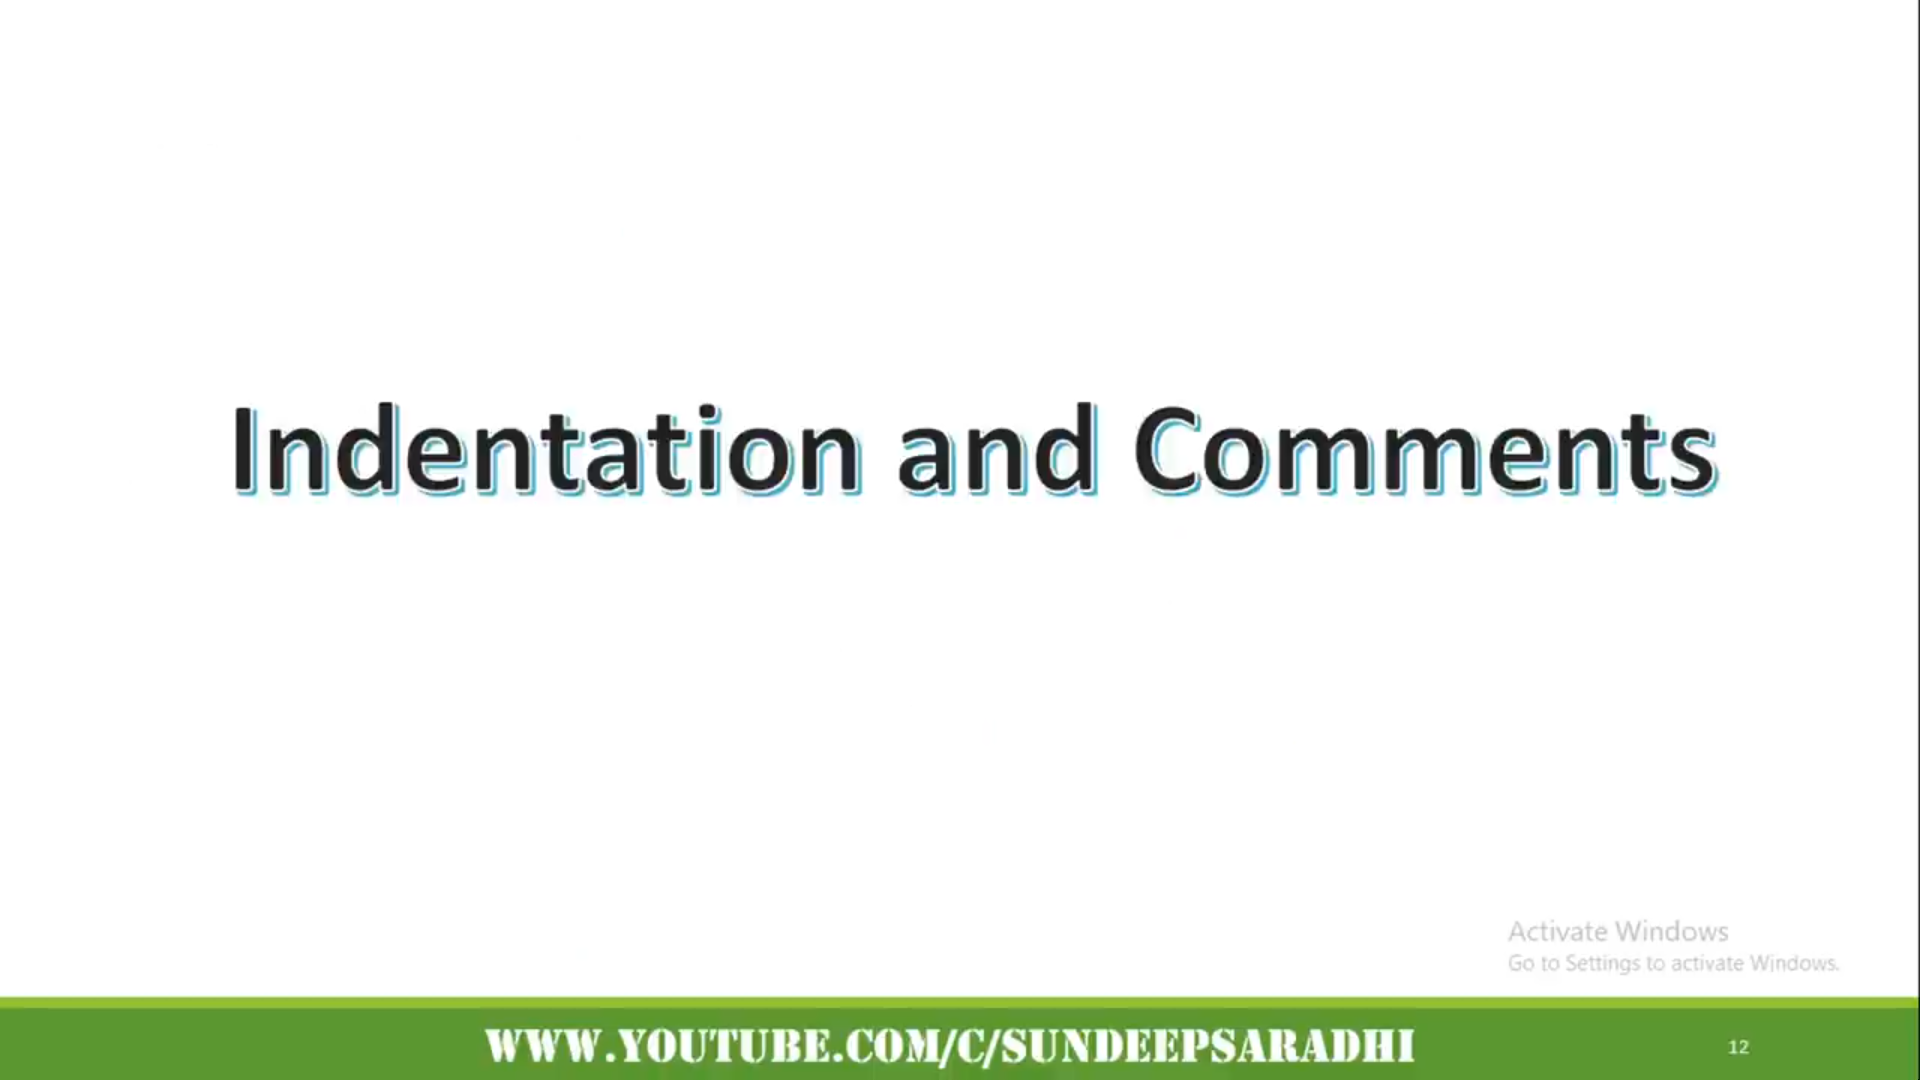 Indentation and Comments
Activate Windows
Go to Settings to activate Windows.
WWW.YOUTUBE.COM/C/SUNDEEPSARADHI
12